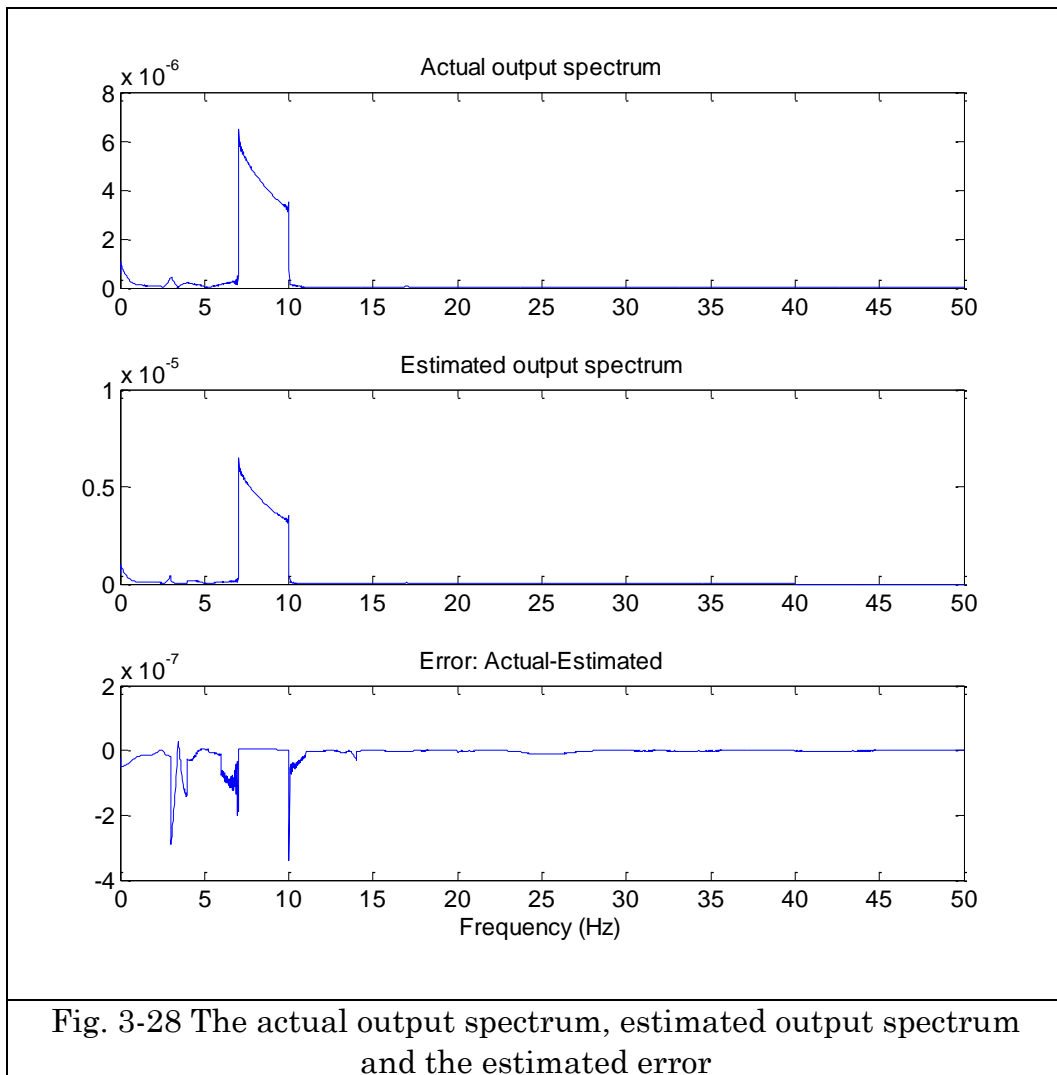 x 10^-6
Actual output spectrum
8
6
4
2
0
0 5 10 15 20 25 30 35 40 45 50
x 10^-5
Estimated output spectrum
1
0.5
0
0 5 10 15 20 25 30 35 40 45 50
x 10^-7
Error: Actual-Estimated
2
0
-2
-4
0 5 10 15 20 25 30 35 40 45 50
Frequency (Hz)
Fig. 3-28 The actual output spectrum, estimated output spectrum
and the estimated error